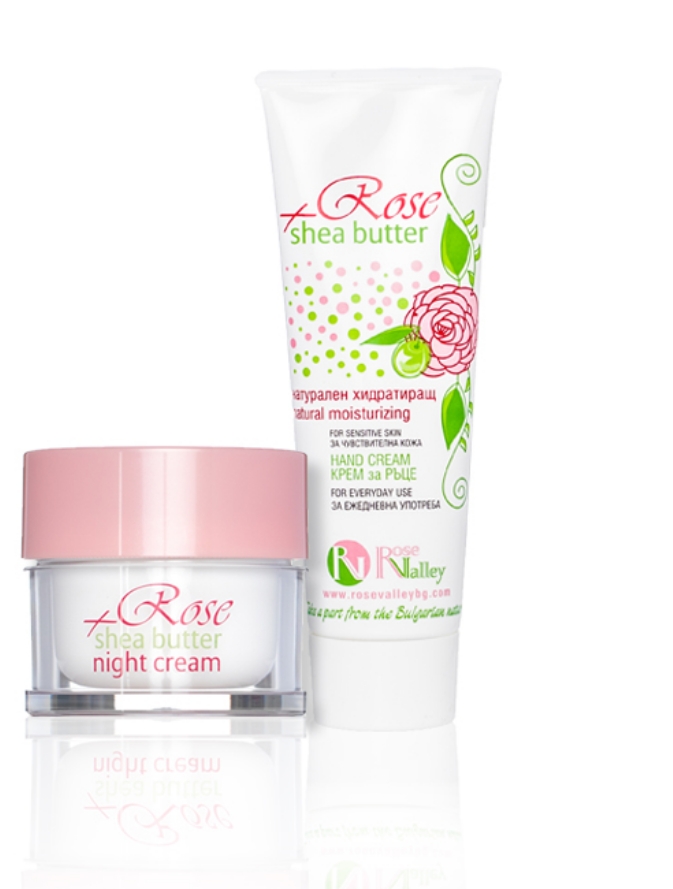 +Rose
shea butter
натурален хидратиращ
natural moisturizing
FOR SENSITIVE SKIN
ЗА ЧУВСТВИТЕЛНА КОЖА
HAND CREAM
КРЕМ за РЪЦЕ
FOR EVERYDAY USE
ЗА ЕЖЕДНЕВНА УПОТРЕБА
RV Rose
Valley
www.rosevalleybg.com
a part from the Bulgarian
+Rose
shea butter
night cream